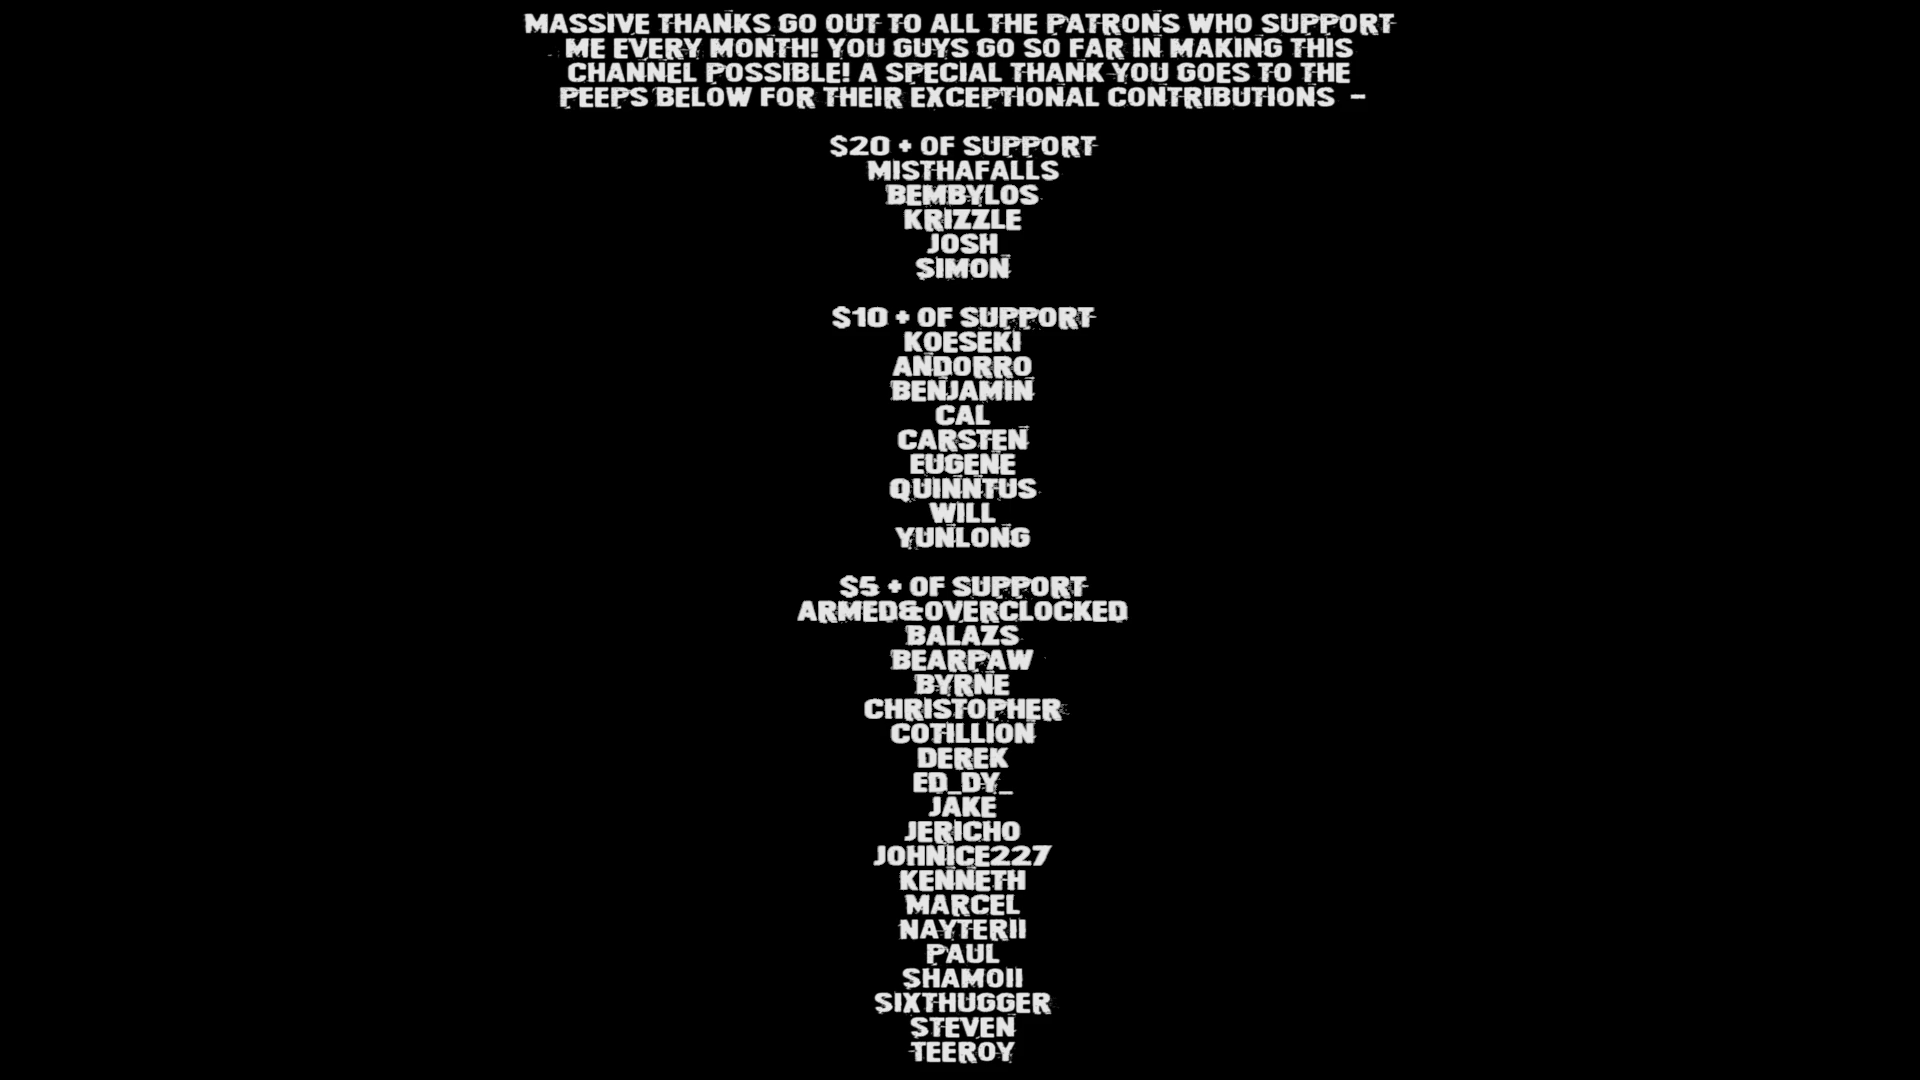 MASSIVE THANKS GO OUT TO ALL THE PATRONS WHO SUPPORT
ME EVERY MONTH! YOU GUYS GO SO FAR IN MAKING THIS
CHANNEL POSSIBLE! A SPECIAL THANK YOU GOES TO THE
PEEPS BELOW FOR THEIR EXCEPTIONAL CONTRIBUTIONS -
$20 + OF SUPPORT
MISTHAFALLS
BEMBYLOS
KRIZZLE
JOSH
SIMON
$10 + OF SUPPORT
KOESEKI
ANDORRO
BENJAMIN
CAL
CARSTEN
EUGENE
QUINNTUS
WILL
YUNLONG
$5 + OF SUPPORT
ARMED&OVERCLOCKED
BALAZS
BEARPAW
BYRNE
CHRISTOPHER
COTILLION
DEREK
ED_DY_
JAKE
JERICHO
JOHNICE227
KENNETH
MARCEL
NAYTERII
PAUL
SHAMOII
SIXTHUGGER
STEVEN
TEEROY